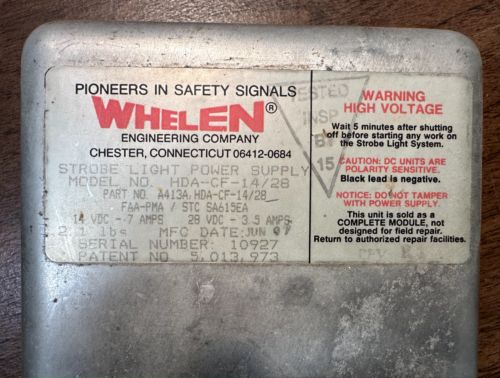 PIONEERS IN SAFETY SIGNALS
WHELEN®
ENGINEERING COMPANY
CHESTER, CONNECTICUT 06412-0684
STROBE LIGHT POWER SUPPLY
MODEL NO. HDA-CF-14/28
PART NO. A413A,HDA-CF-14/28
FAA-PMA / STC SA615EA
14 VDC - 7 AMPS 28 VDC - 3.5 AMPS
lbs MFG DATE: JUN 07
SERIAL NUMBER: 10927
PATENT NO 5,013,973
TESTED
INSP
BY
15
WARNING
HIGH VOLTAGE
Wait 5 minutes after shutting
off before starting any work on
the Strobe Light System.
CAUTION: DC UNITS ARE
POLARITY SENSITIVE.
Black lead is negative.
NOTICE: DO NOT TAMPER
WITH POWER SUPPLY.
This unit is sold as a
COMPLETE MODULE, not
designed for field repair.
Return to authorized repair facilities.